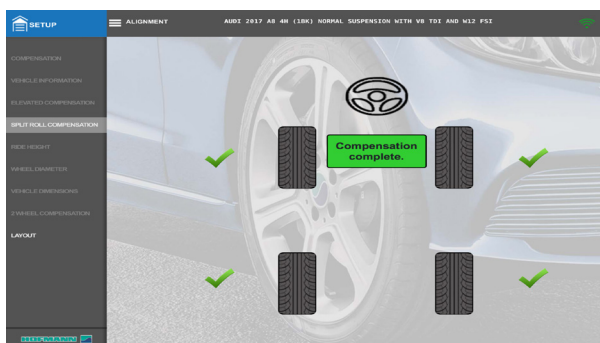 SETUP
ALIGNMENT
AUDI 2017 A8 4H (1BK) NORMAL SUSPENSION WITH V8 TDI AND W12 FSI
COMPENSATION
VEHICLE INFORMATION
ELEVATED COMPENSATION
SPLIT ROLL COMPENSATION
RIDE HEIGHT
WHEEL DIAMETER
VEHICLE DIMENSIONS
2 WHEEL COMPENSATION
LAYOUT
Compensation
complete.